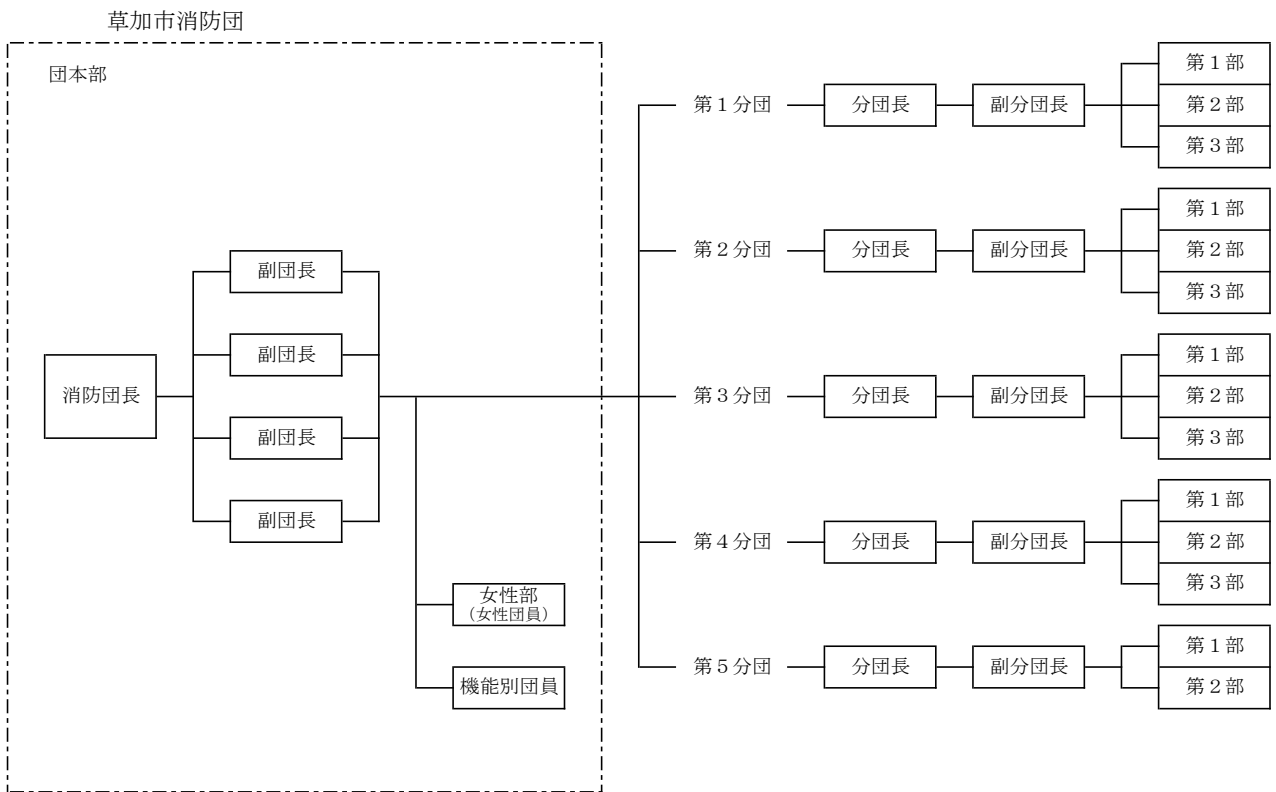 草加市消防団
団本部
消防団長
副団長
副団長
副団長
副団長
女性部
（女性団員）
機能別団員
第１分団
分団長
副分団長
第１部
第２部
第３部
第２分団
分団長
副分団長
第１部
第２部
第３部
第３分団
分団長
副分団長
第１部
第２部
第３部
第４分団
分団長
副分団長
第１部
第２部
第３部
第５分団
分団長
副分団長
第１部
第２部